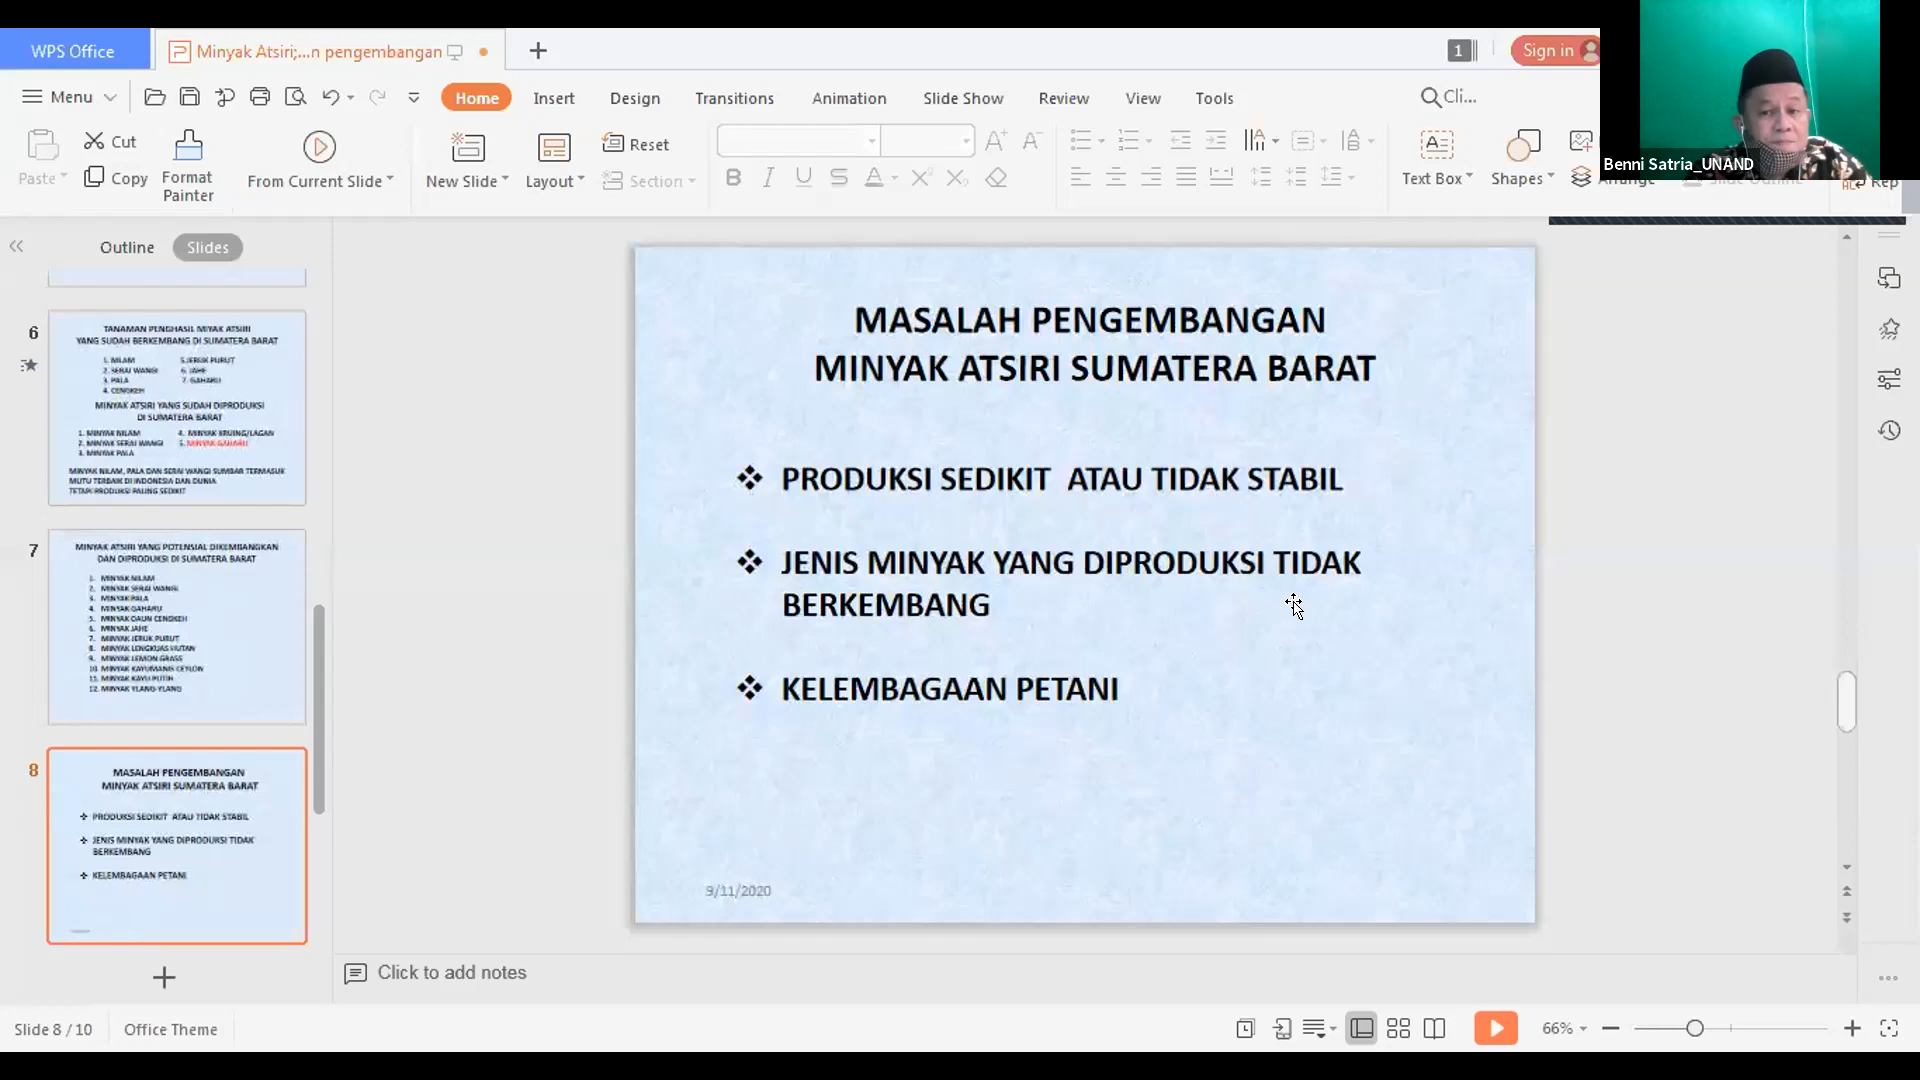 WPS Office
Minyak Atsiri;...n pengembangan
1
Sign in
Menu
Home
Insert
Design
Transitions
Animation
Slide Show
Review
View
Tools
Cli...
Paste
Cut
Copy
Format
Painter
From Current Slide
New Slide
Layout
Reset
Section
Text Box
Shapes
Arrange
Slide Outline
Rep
Benni Satria_UNAND
Outline
Slides
6
TANAMAN PENGHASIL MIYAK ATSIRI
YANG SUDAH BERKEMBANG DI SUMATERA BARAT
1. NILAM 5.JERUK PURUT
2. SERAI WANGI 6. JAHE
3. PALA 7. GAHARU
4. CENGKEH
MINYAK ATSIRI YANG SUDAH DIPRODUKSI
DI SUMATERA BARAT
1. MINYAK NILAM 4. MINYAK KRUING/LAGAN
2. MINYAK SERAI WANGI 5. MINYAK GAHARU
3. MINYAK PALA
MINYAK NILAM, PALA DAN SERAI WANGI SUMBAR TERMASUK
MUTU TERBAIK DI INDONESIA DAN DUNIA
TETAPI PRODUKSI PALING SEDIKIT
7
MINYAK ATSIRI YANG POTENSIAL DIKEMBANGKAN
DAN DIPRODUKSI DI SUMATERA BARAT
1. MINYAK NILAM
2. MINYAK SERAI WANGI
3. MINYAK PALA
4. MINYAK GAHARU
5. MINYAK DAUN CENGKEH
6. MINYAK JAHE
7. MINYAK JERUK PURUT
8. MINYAK LENGKUAS HUTAN
9. MINYAK LEMON GRASS
10. MINYAK KAYUMANIS CEYLON
11. MINYAK KAYU PUTIH
12. MINYAK YLANG-YLANG
8
MASALAH PENGEMBANGAN
MINYAK ATSIRI SUMATERA BARAT
PRODUKSI SEDIKIT ATAU TIDAK STABIL
JENIS MINYAK YANG DIPRODUKSI TIDAK
BERKEMBANG
KELEMBAGAAN PETANI
MASALAH PENGEMBANGAN
MINYAK ATSIRI SUMATERA BARAT
❖ PRODUKSI SEDIKIT ATAU TIDAK STABIL
❖ JENIS MINYAK YANG DIPRODUKSI TIDAK
BERKEMBANG
❖ KELEMBAGAAN PETANI
9/11/2020
Click to add notes
Slide 8 / 10
Office Theme
66%